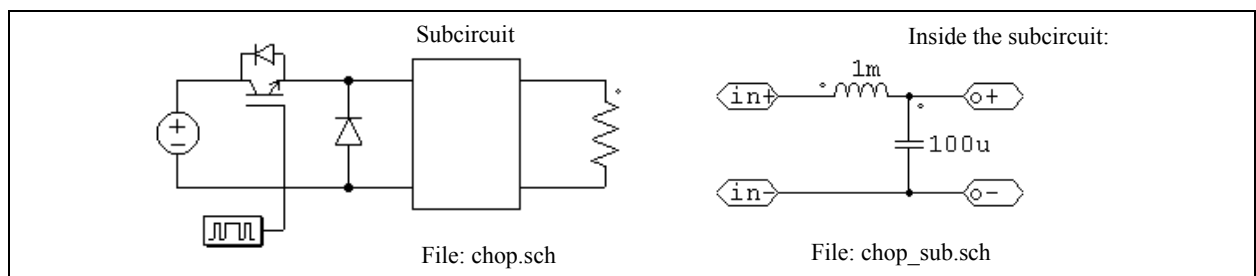 Subcircuit
File: chop.sch
Inside the subcircuit:
1m
in+
o+
100u
in-
o-
File: chop_sub.sch